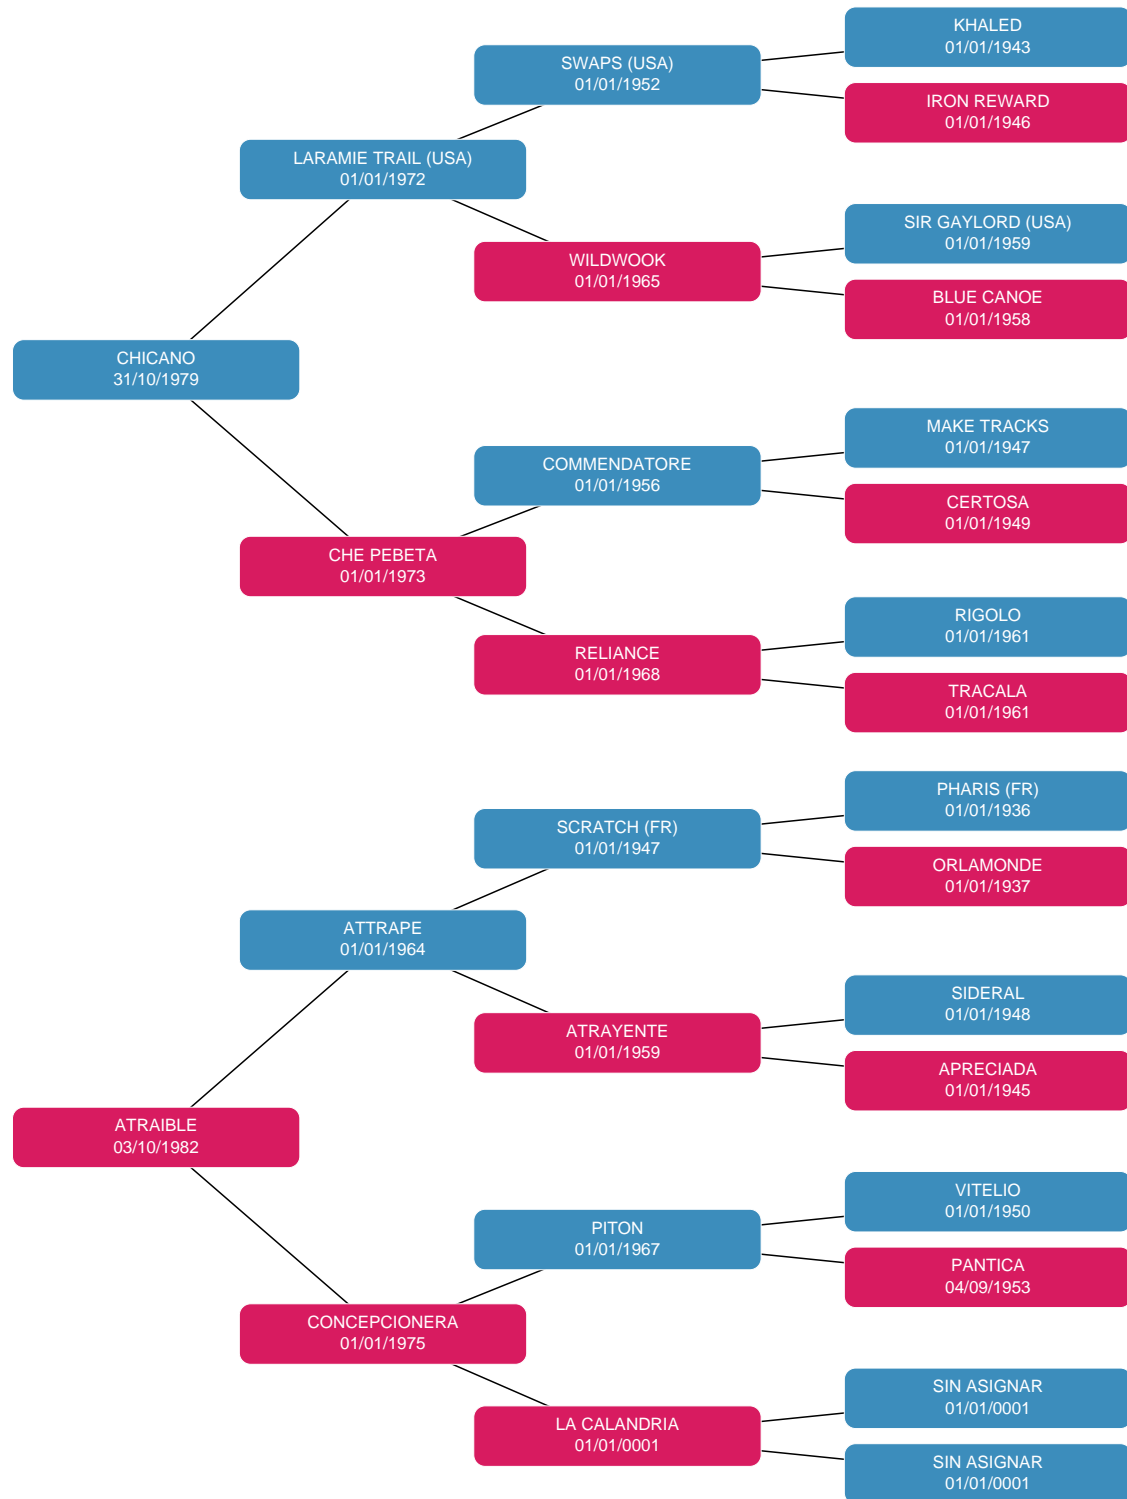 KHALED
01/01/1943
SWAPS (USA)
01/01/1952
IRON REWARD
01/01/1946
LARAMIE TRAIL (USA)
01/01/1972
SIR GAYLORD (USA)
01/01/1959
WILDWOOK
01/01/1965
BLUE CANOE
01/01/1958
CHICANO
31/10/1979
MAKE TRACKS
01/01/1947
COMMENDATORE
01/01/1956
CERTOSA
01/01/1949
CHE PEBETA
01/01/1973
RIGOLO
01/01/1961
RELIANCE
01/01/1968
TRACALA
01/01/1961
PHARIS (FR)
01/01/1936
SCRATCH (FR)
01/01/1947
ORLAMONDE
01/01/1937
ATTRAPE
01/01/1964
SIDERAL
01/01/1948
ATRAYENTE
01/01/1959
APRECIADA
01/01/1945
ATRAIBLE
03/10/1982
VITELIO
01/01/1950
PITON
01/01/1967
PANTICA
04/09/1953
CONCEPCIONERA
01/01/1975
SIN ASIGNAR
01/01/0001
LA CALANDRIA
01/01/0001
SIN ASIGNAR
01/01/0001